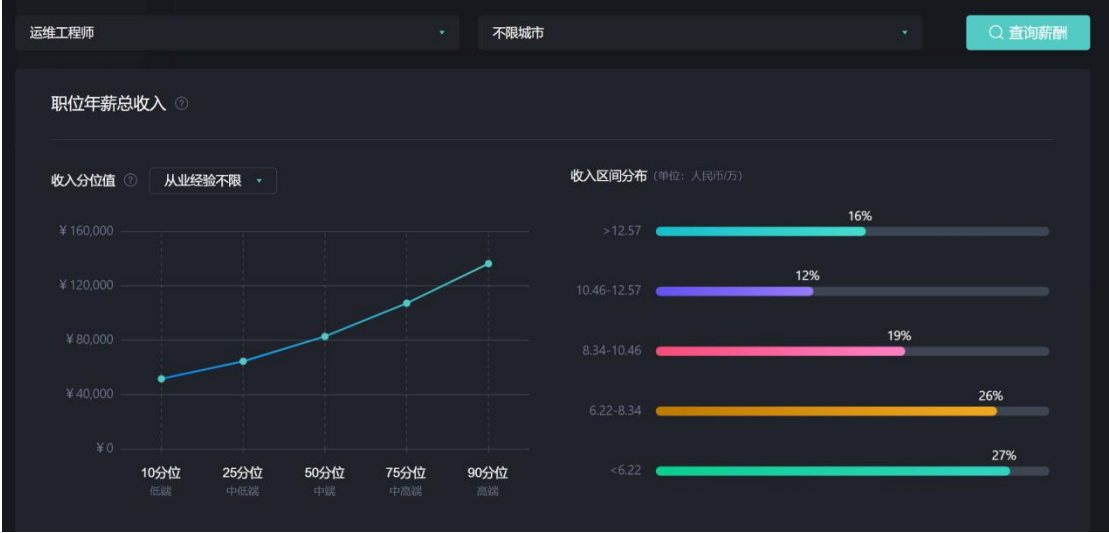 运维工程师
不限城市
查询薪酬
职位年薪总收入 ?
收入分位值 ? 从业经验不限
¥160,000
¥120,000
¥80,000
¥40,000
¥0
10分位 25分位 50分位 75分位 90分位
低端 中低端 中端 中高端 高端
收入区间分布 (单位:人民币/万)
>12.57 16%
10.46-12.57 12%
8.34-10.46 19%
6.22-8.34 26%
<6.22 27%